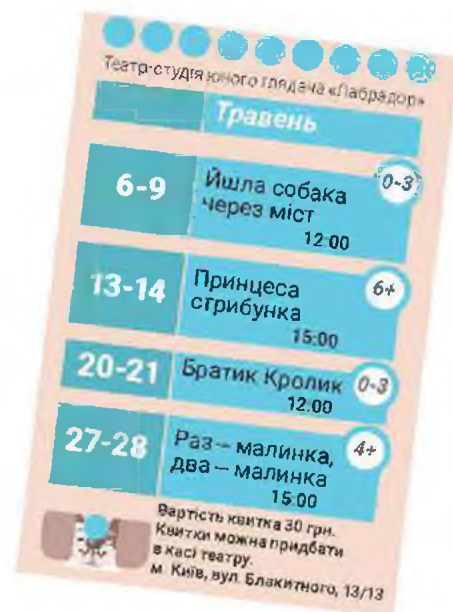 Театр-студія юного глядача «Лабрадор»
Травень
6-9
Йшла собака
через міст
12:00
0-3
13-14
Принцеса
стрибунка
15:00
6+
20-21
Братик Кролик
12.00
0-3
27-28
Раз – малинка,
два – малинка
15:00
4+
Вартість квитка 30 грн.
Квитки можна придбати
в касі театру.
м. Київ, вул. Блакитного, 13/13